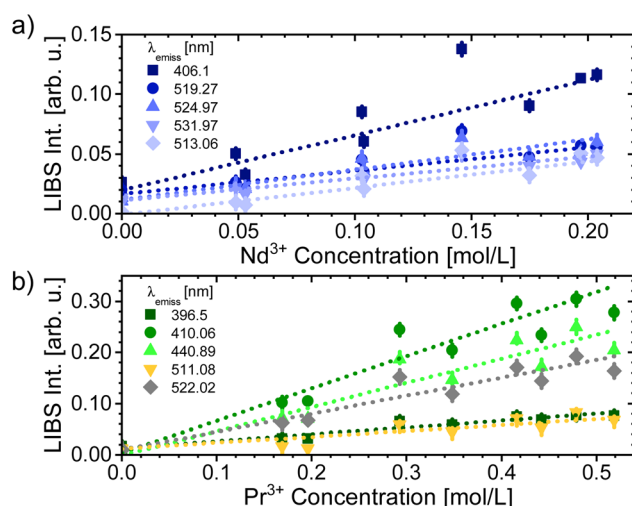 a)
LIBS Int. [arb. u.]
0.15
0.10
0.05
0.00
λemiss [nm]
406.1
519.27
524.97
531.97
513.06
0.00 0.05 0.10 0.15 0.20
Nd³⁺ Concentration [mol/L]
b)
LIBS Int. [arb. u.]
0.30
0.20
0.10
0.00
λemiss [nm]
396.5
410.06
440.89
511.08
522.02
0.0 0.1 0.2 0.3 0.4 0.5
Pr³⁺ Concentration [mol/L]